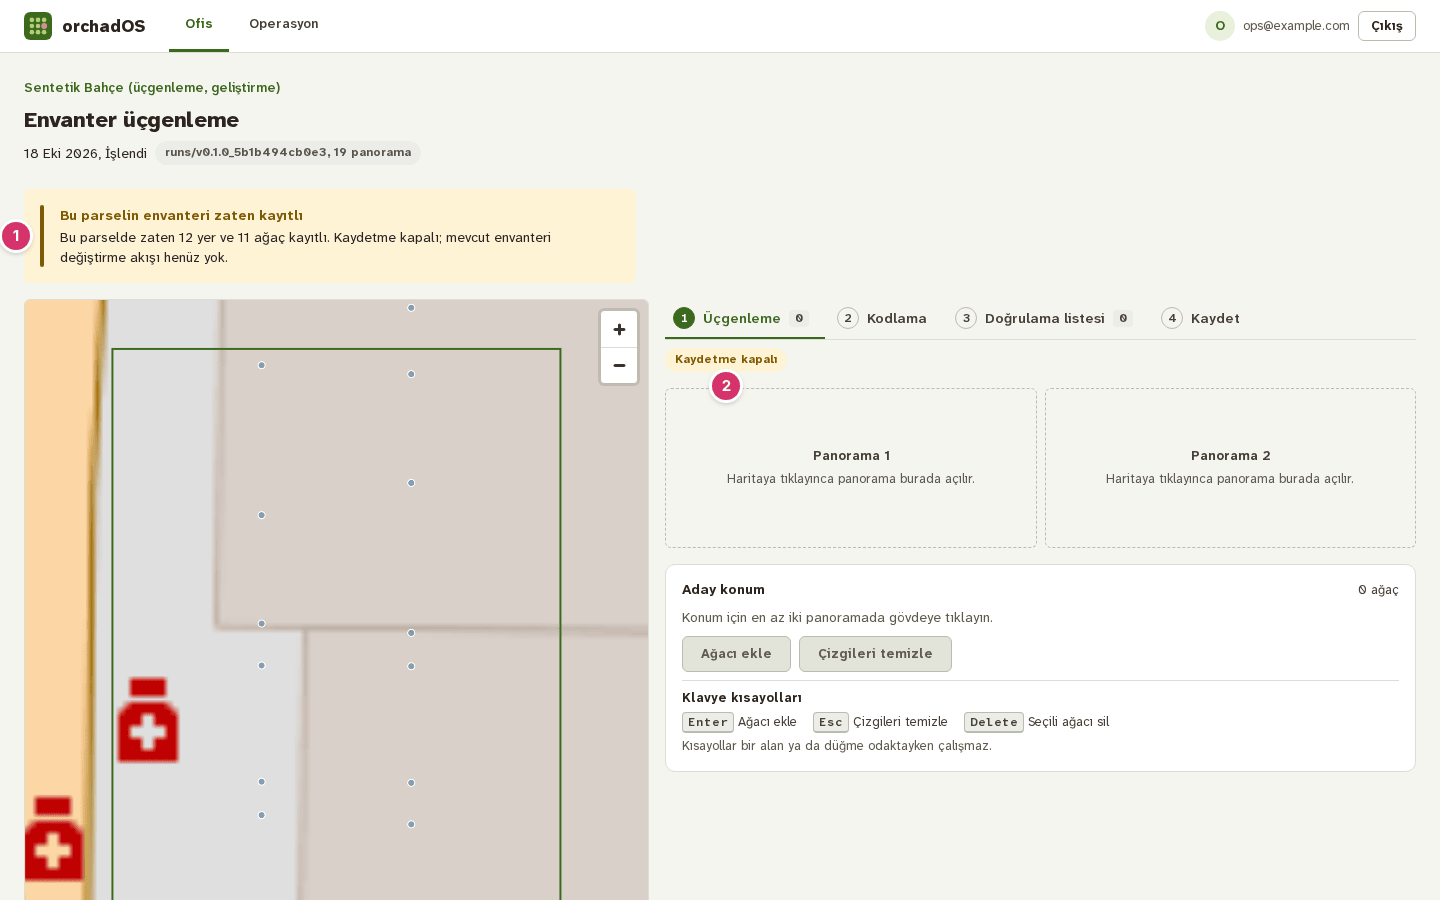 orchadOS
Ofis
Operasyon
O
ops@example.com
Çıkış
Sentetik Bahçe (üçgenleme, geliştirme)
Envanter üçgenleme
18 Eki 2026, İşlendi
runs/v0.1.0_5b1b494cb0e3, 19 panorama
1
Bu parselin envanteri zaten kayıtlı
Bu parselde zaten 12 yer ve 11 ağaç kayıtlı. Kaydetme kapalı; mevcut envanteri
değiştirme akışı henüz yok.
+
−
1 Üçgenleme 0
2 Kodlama
3 Doğrulama listesi 0
4 Kaydet
Kaydetme kapalı
2
Panorama 1
Haritaya tıklayınca panorama burada açılır.
Panorama 2
Haritaya tıklayınca panorama burada açılır.
Aday konum
0 ağaç
Konum için en az iki panoramada gövdeye tıklayın.
Ağacı ekle
Çizgileri temizle
Klavye kısayolları
Enter Ağacı ekle Esc Çizgileri temizle Delete Seçili ağacı sil
Kısayollar bir alan ya da düğme odaktayken çalışmaz.